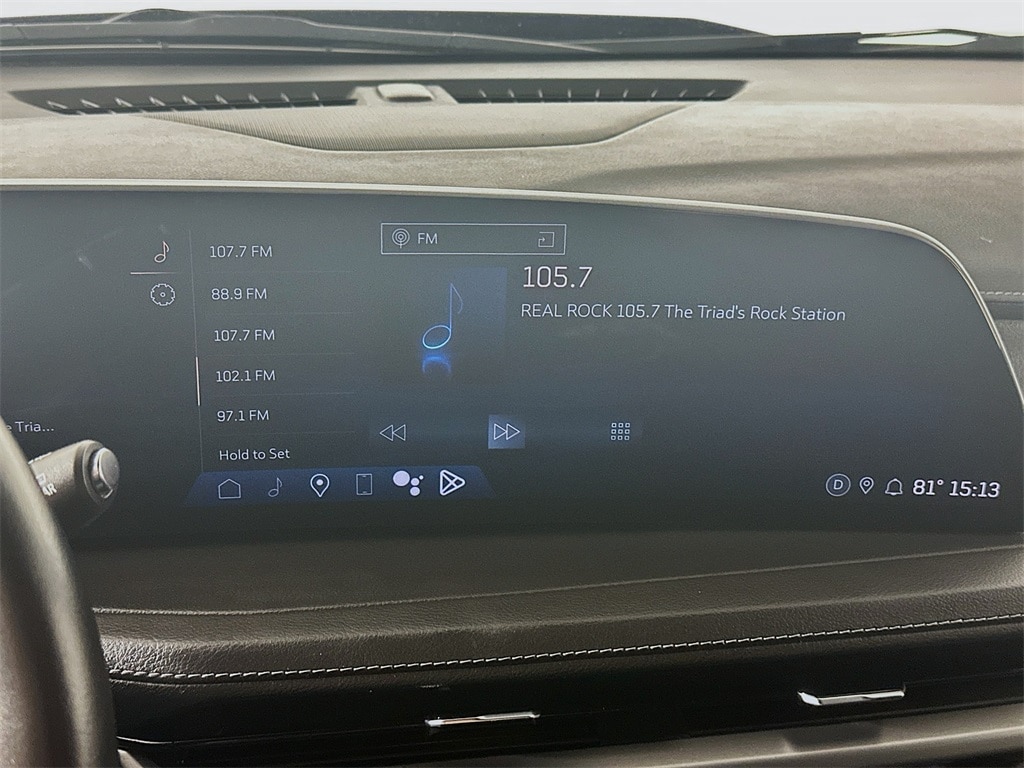 FM
105.7
REAL ROCK 105.7 The Triad's Rock Station
107.7 FM
88.9 FM
107.7 FM
102.1 FM
97.1 FM
Hold to Set
Tria...
D 81° 15:13